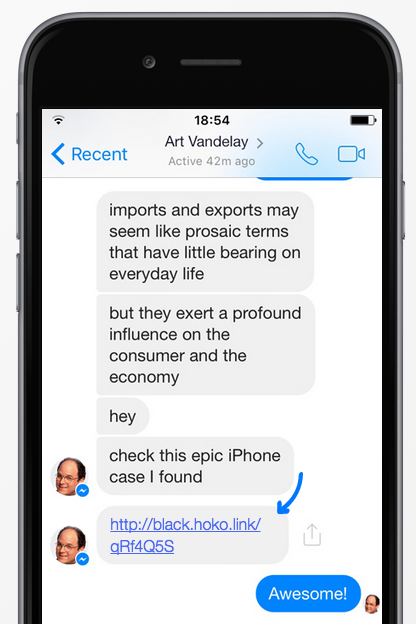 18:54
Recent
Art Vandelay
Active 42m ago
imports and exports may
seem like prosaic terms
that have little bearing on
everyday life
but they exert a profound
influence on the
consumer and the
economy
hey
check this epic iPhone
case I found
http://black.hoko.link/
qRf4Q5S
Awesome!